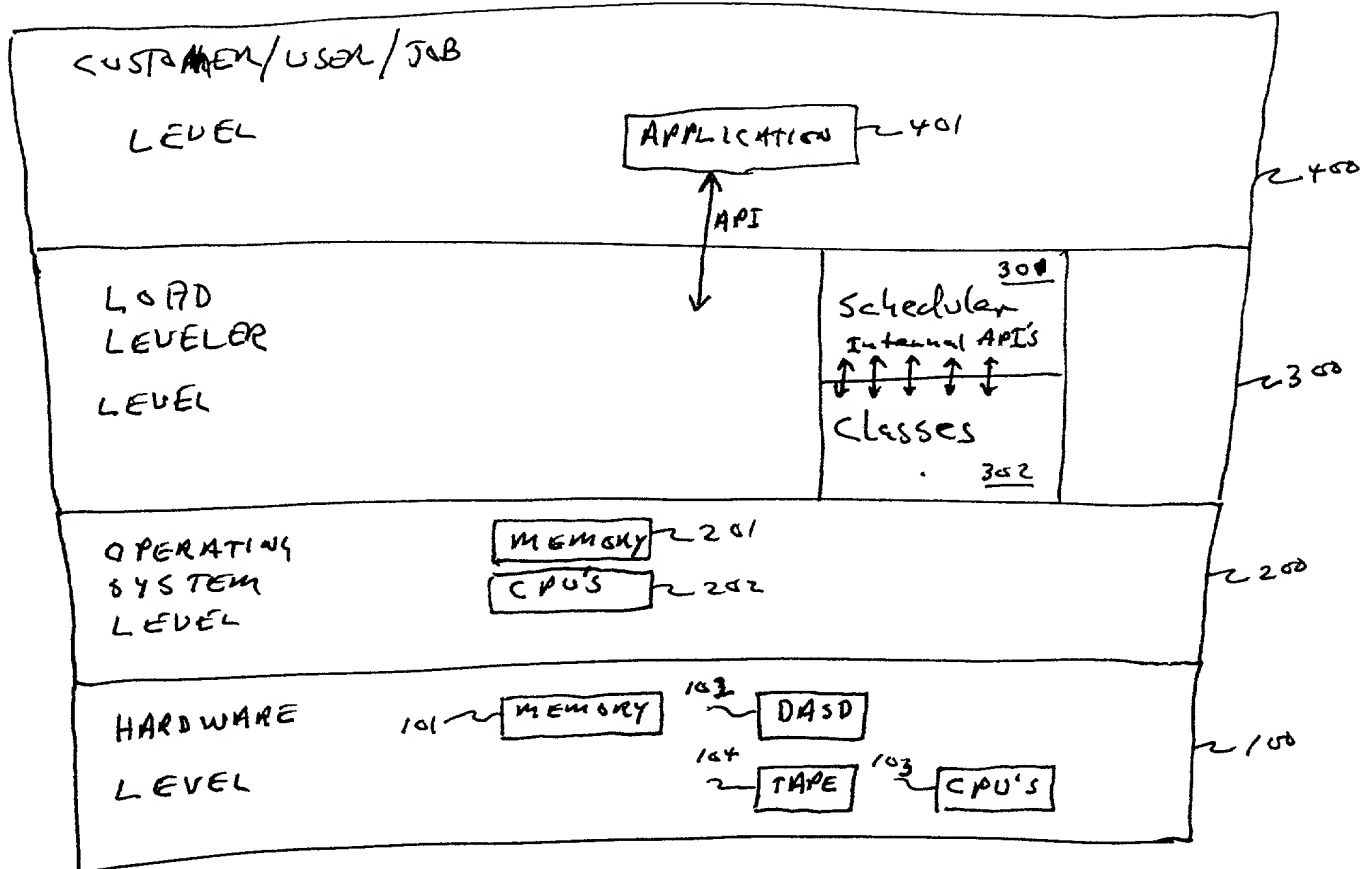 CUSTOMER/USER/JOB
LEVEL
APPLICATION
401
400
API
LOAD
LEVELER
LEVEL
301
Scheduler
Internal API's
Classes
302
300
OPERATING
SYSTEM
LEVEL
MEMORY
201
CPU'S
202
200
HARDWARE
LEVEL
101
MEMORY
102
DASD
104
TAPE
103
CPU'S
100